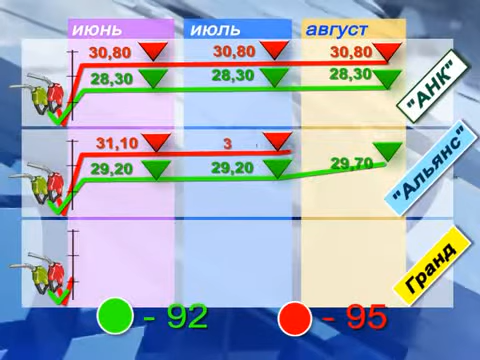 июнь июль август
30,80 30,80 30,80
28,30 28,30 28,30
"АНК"
31,10 3
29,20 29,20 29,70
"Альянс"
Гранд
- 92 - 95